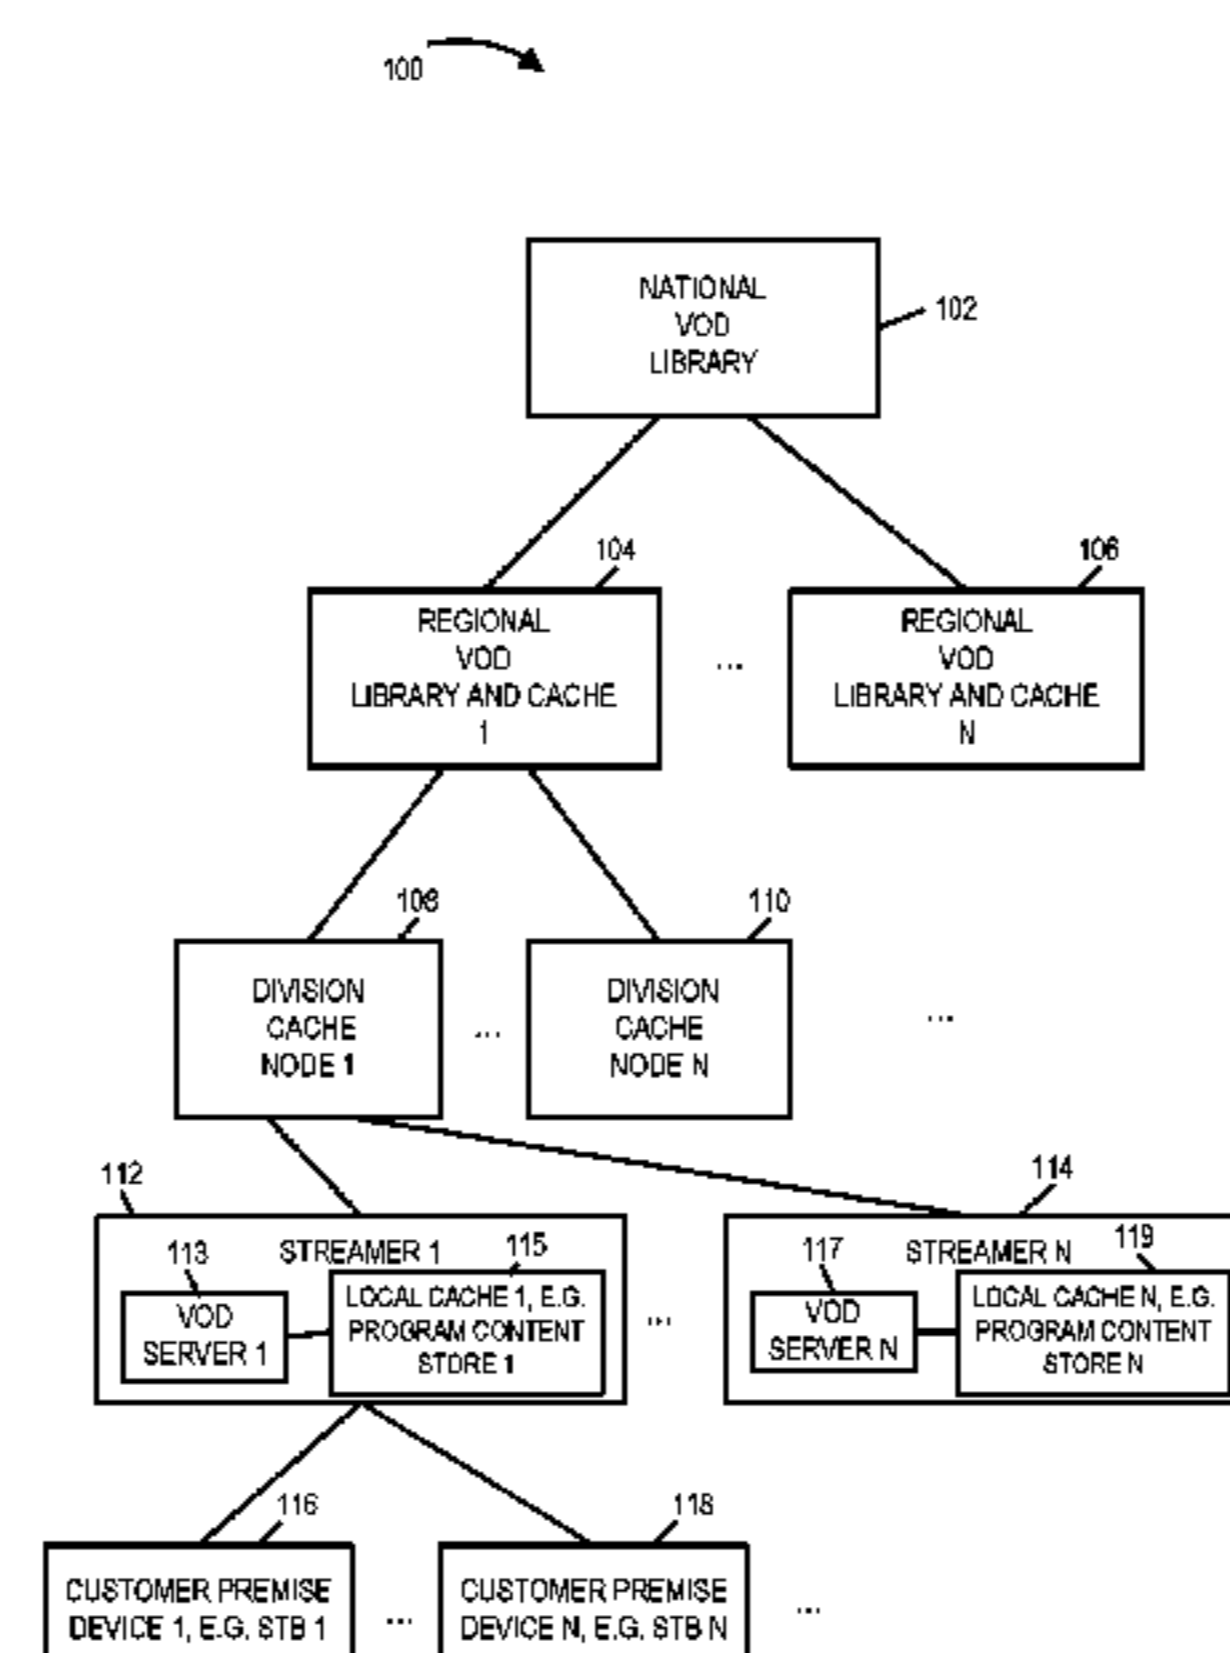 100
NATIONAL
VOD
LIBRARY
102
104
REGIONAL
VOD
LIBRARY AND CACHE
1
...
106
REGIONAL
VOD
LIBRARY AND CACHE
N
108
DIVISION
CACHE
NODE 1
...
110
DIVISION
CACHE
NODE N
...
112
STREAMER 1
113
VOD
SERVER 1
115
LOCAL CACHE 1, E.G.
PROGRAM CONTENT
STORE 1
...
114
STREAMER N
117
VOD
SERVER N
119
LOCAL CACHE N, E.G.
PROGRAM CONTENT
STORE N
116
CUSTOMER PREMISE
DEVICE 1, E.G. STB 1
...
118
CUSTOMER PREMISE
DEVICE N, E.G. STB N
...